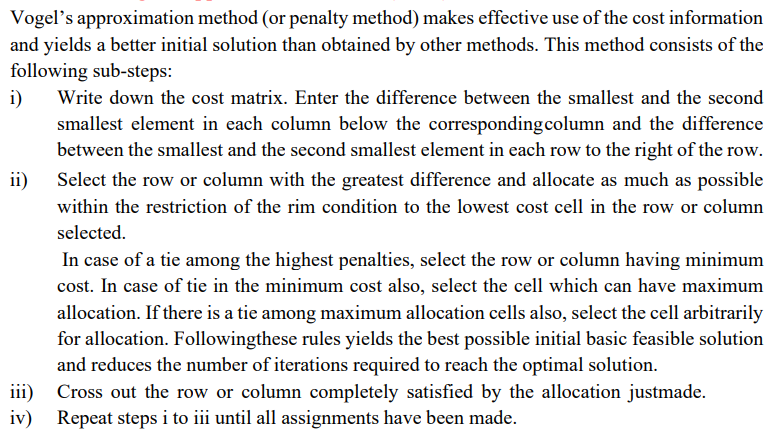 Vogel’s approximation method (or penalty method) makes effective use of the cost information
and yields a better initial solution than obtained by other methods. This method consists of the
following sub-steps:
i) Write down the cost matrix. Enter the difference between the smallest and the second
smallest element in each column below the correspondingcolumn and the difference
between the smallest and the second smallest element in each row to the right of the row.
ii) Select the row or column with the greatest difference and allocate as much as possible
within the restriction of the rim condition to the lowest cost cell in the row or column
selected.
In case of a tie among the highest penalties, select the row or column having minimum
cost. In case of tie in the minimum cost also, select the cell which can have maximum
allocation. If there is a tie among maximum allocation cells also, select the cell arbitrarily
for allocation. Followingthese rules yields the best possible initial basic feasible solution
and reduces the number of iterations required to reach the optimal solution.
iii) Cross out the row or column completely satisfied by the allocation justmade.
iv) Repeat steps i to iii until all assignments have been made.